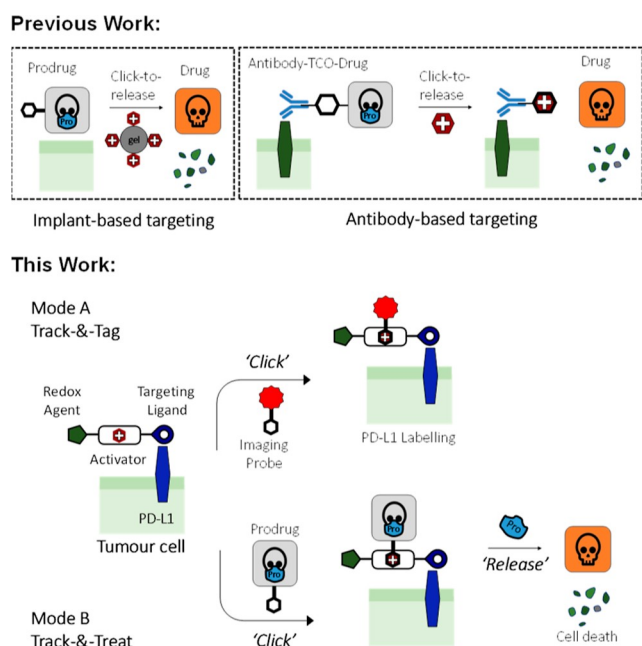 Previous Work:
Prodrug
Click-to-
release
Drug
Pro
gel
Implant-based targeting
Antibody-TCO-Drug
Click-to-
release
Drug
Pro
Antibody-based targeting
This Work:
Mode A
Track-&-Tag
Redox
Agent
Targeting
Ligand
Activator
PD-L1
Tumour cell
'Click'
Imaging
Probe
PD-L1 Labelling
Prodrug
Pro
'Click'
Pro
Pro
'Release'
Cell death
Mode B
Track-&-Treat